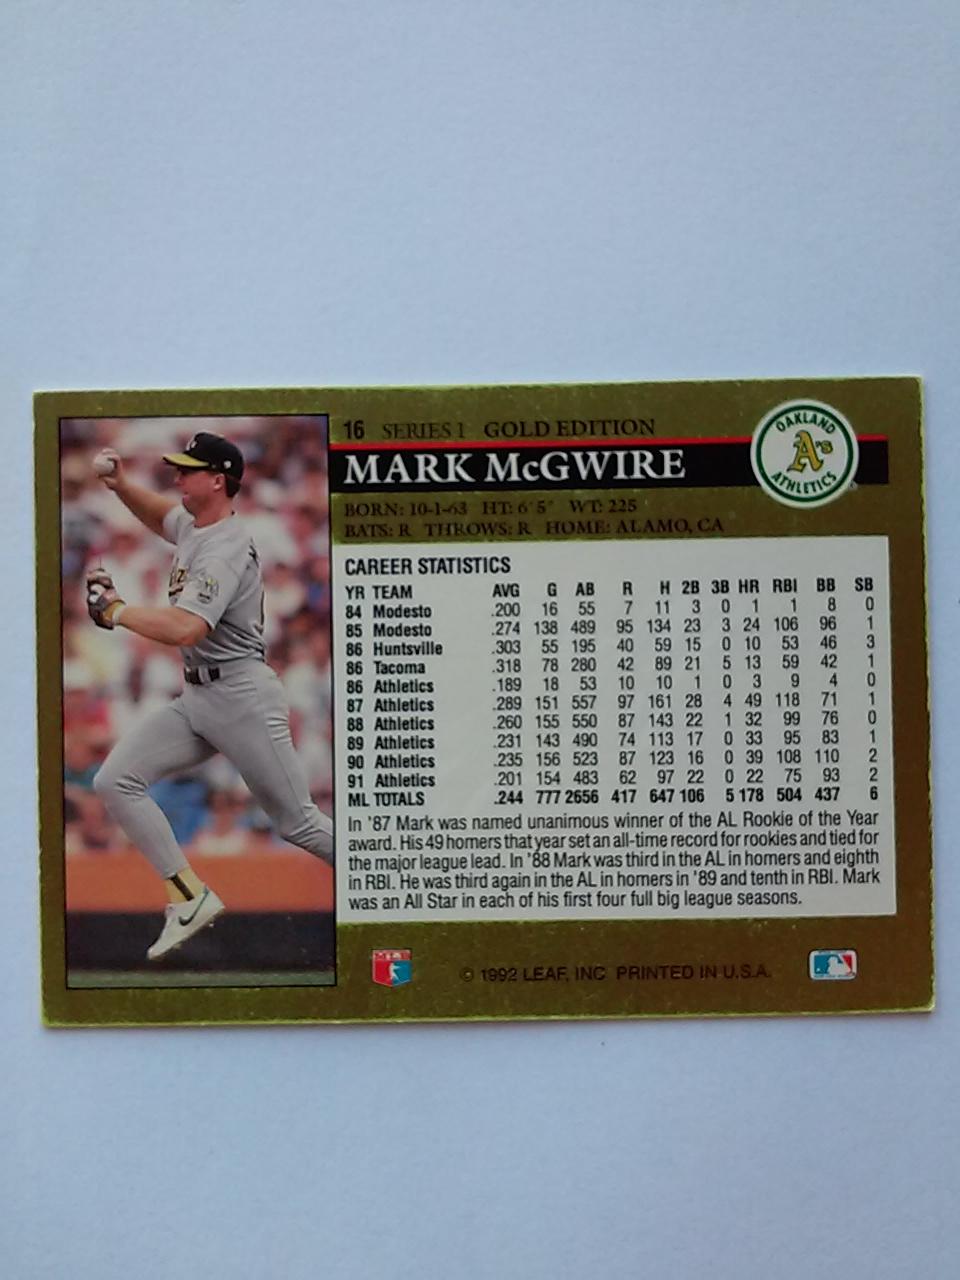 16 SERIES 1 GOLD EDITION
MARK McGWIRE
OAKLAND
A's
ATHLETICS
BORN: 10-1-63 HT: 6' 5" WT: 225
BATS: R THROWS: R HOME: ALAMO, CA
CAREER STATISTICS
YR TEAM AVG G AB R H 2B 3B HR RBI BB SB
84 Modesto .200 16 55 7 11 3 0 1 1 8 0
85 Modesto .274 138 489 95 134 23 3 24 106 96 1
86 Huntsville .303 55 195 40 59 15 0 10 53 46 3
86 Tacoma .318 78 280 42 89 21 5 13 59 42 1
86 Athletics .189 18 53 10 10 1 0 3 9 4 0
87 Athletics .289 151 557 97 161 28 4 49 118 71 1
88 Athletics .260 155 550 87 143 22 1 32 99 76 0
89 Athletics .231 143 490 74 113 17 0 33 95 83 1
90 Athletics .235 156 523 87 123 16 0 39 108 110 2
91 Athletics .201 154 483 62 97 22 0 22 75 93 2
ML TOTALS .244 777 2656 417 647 106 5 178 504 437 6
In '87 Mark was named unanimous winner of the AL Rookie of the Year
award. His 49 homers that year set an all-time record for rookies and tied for
the major league lead. In '88 Mark was third in the AL in homers and eighth
in RBI. He was third again in the AL in homers in '89 and tenth in RBI. Mark
was an All Star in each of his first four full big league seasons.
© 1992 LEAF, INC PRINTED IN U.S.A.